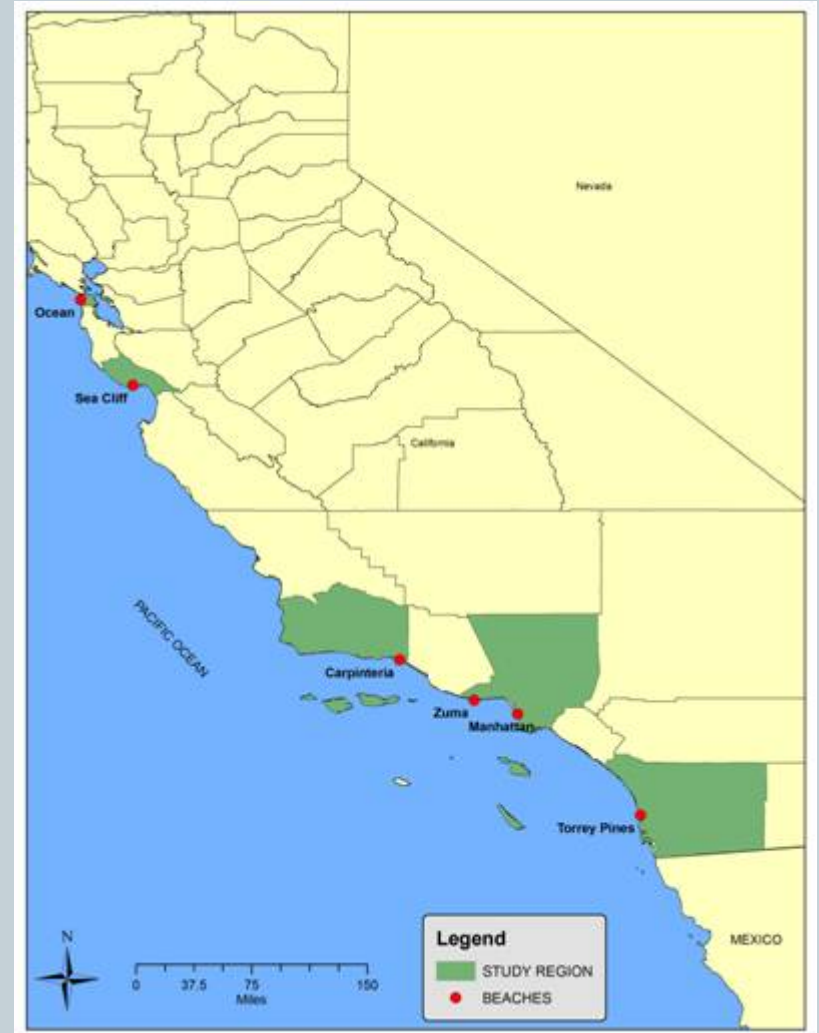 Nevada
Ocean
Sea Cliff
California
PACIFIC OCEAN
Carpinteria
Zuma
Manhattan
Torrey Pines
MEXICO
N
0 37.5 75 150
Miles
Legend
STUDY REGION
BEACHES